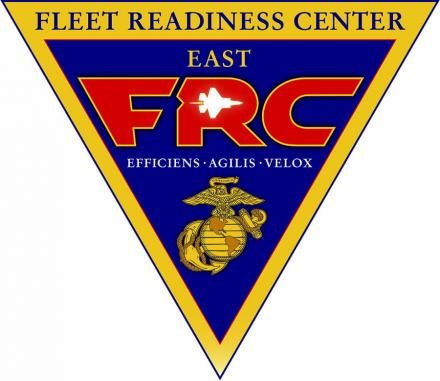 FLEET READINESS CENTER
EAST
FRC
EFFICIENS · AGILIS · VELOX